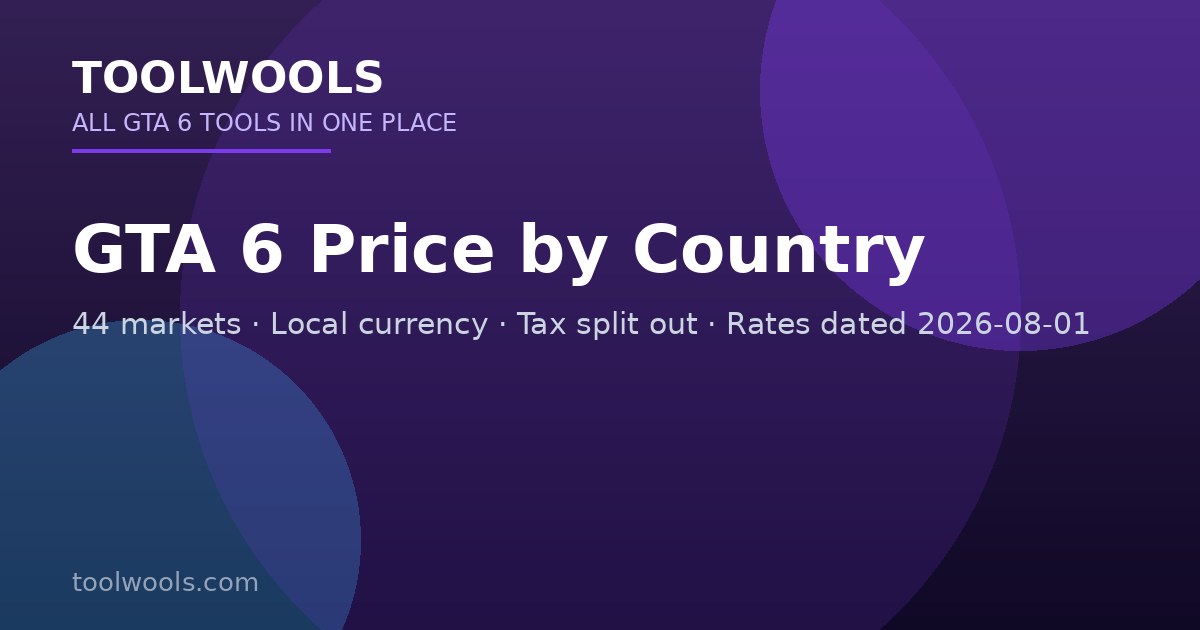 TOOLWOOLS
ALL GTA 6 TOOLS IN ONE PLACE
GTA 6 Price by Country
44 markets · Local currency · Tax split out · Rates dated 2026-08-01
toolwools.com